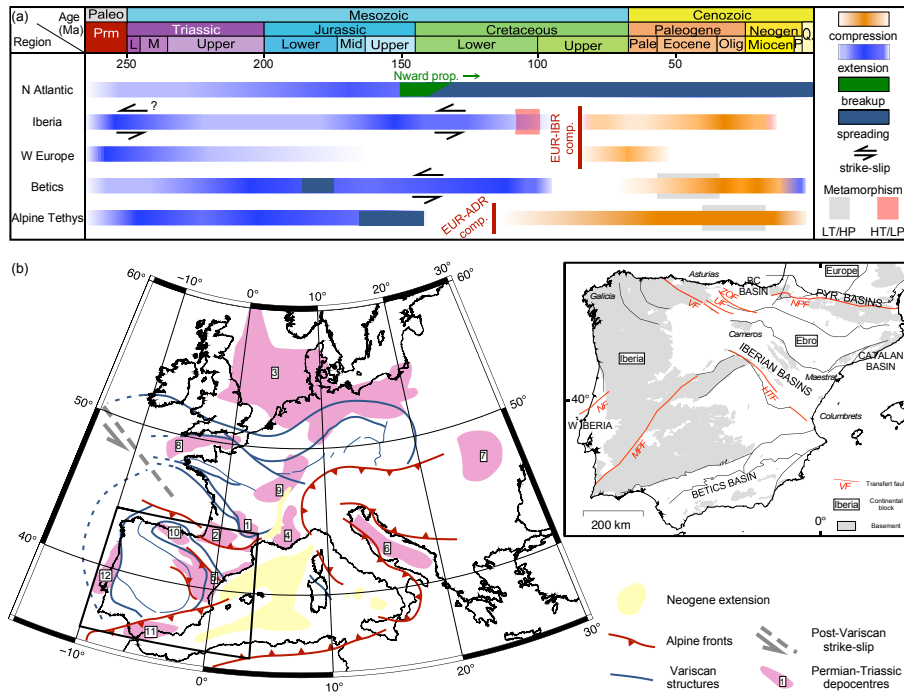 (a)
Age (Ma)
Region
Paleo
Mesozoic
Cenozoic
Prm
Triassic
Jurassic
Cretaceous
Paleogene
Neogen
Q.
L
M
Upper
Lower
Mid
Upper
Lower
Upper
Pale
Eocene
Olig
Miocen
P
250
200
150
100
50
Nward prop.
N Atlantic
Iberia
?
W Europe
Betics
Alpine Tethys
EUR-IBR
comp.
EUR-ADR
comp.
compression
extension
breakup
spreading
strike-slip
Metamorphism
LT/HP
HT/LP
(b)
60°
−10°
0°
10°
20°
30°
60°
50°
50°
40°
40°
−10°
0°
10°
20°
30°
3
8
7
9
1
2
4
10
6
5
12
11
Asturias
BC
BASIN
Europe
Galicia
VF
ZOF
UF
NPF
PYR. BASINS
Cameros
Ebro
Iberia
IBERIAN BASINS
CATALAN
BASIN
Maestrat
40°
NF
W IBERIA
HTF
Columbrets
MPF
BETICS BASIN
200 km
0°
VF
Transfert fault
Iberia
Continental
block
Basement
Neogene extension
Alpine fronts
Variscan
structures
Post-Variscan
strike-slip
1
Permian-Triassic
depocentres